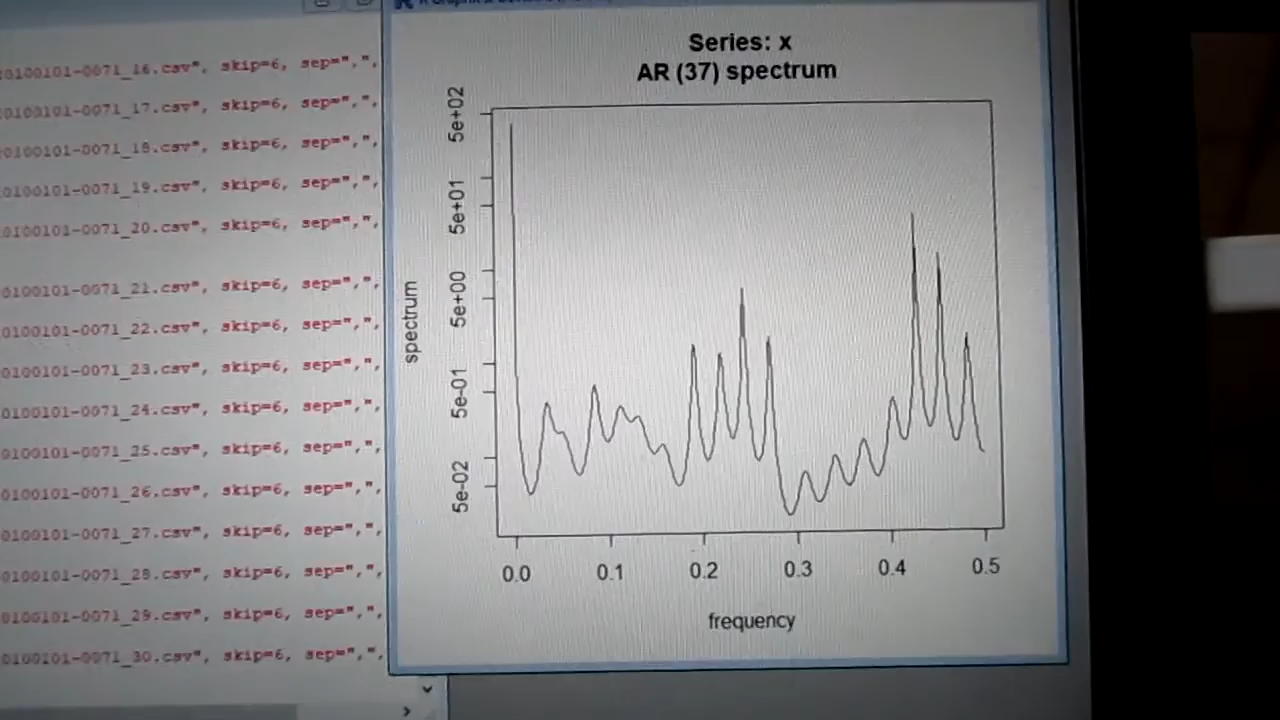 0100101-0071_16.csv", skip=6, sep=",",
0100101-0071_17.csv", skip=6, sep=",",
0100101-0071_18.csv", skip=6, sep=",",
0100101-0071_19.csv", skip=6, sep=",",
0100101-0071_20.csv", skip=6, sep=",",
0100101-0071_21.csv", skip=6, sep=",",
0100101-0071_22.csv", skip=6, sep=",",
0100101-0071_23.csv", skip=6, sep=",",
0100101-0071_24.csv", skip=6, sep=",",
0100101-0071_25.csv", skip=6, sep=",",
0100101-0071_26.csv", skip=6, sep=",",
0100101-0071_27.csv", skip=6, sep=",",
0100101-0071_28.csv", skip=6, sep=",",
0100101-0071_29.csv", skip=6, sep=",",
0100101-0071_30.csv", skip=6, sep=",",
Series: x
AR (37) spectrum
spectrum
5e+02
5e+01
5e+00
5e-01
5e-02
0.0 0.1 0.2 0.3 0.4 0.5
frequency